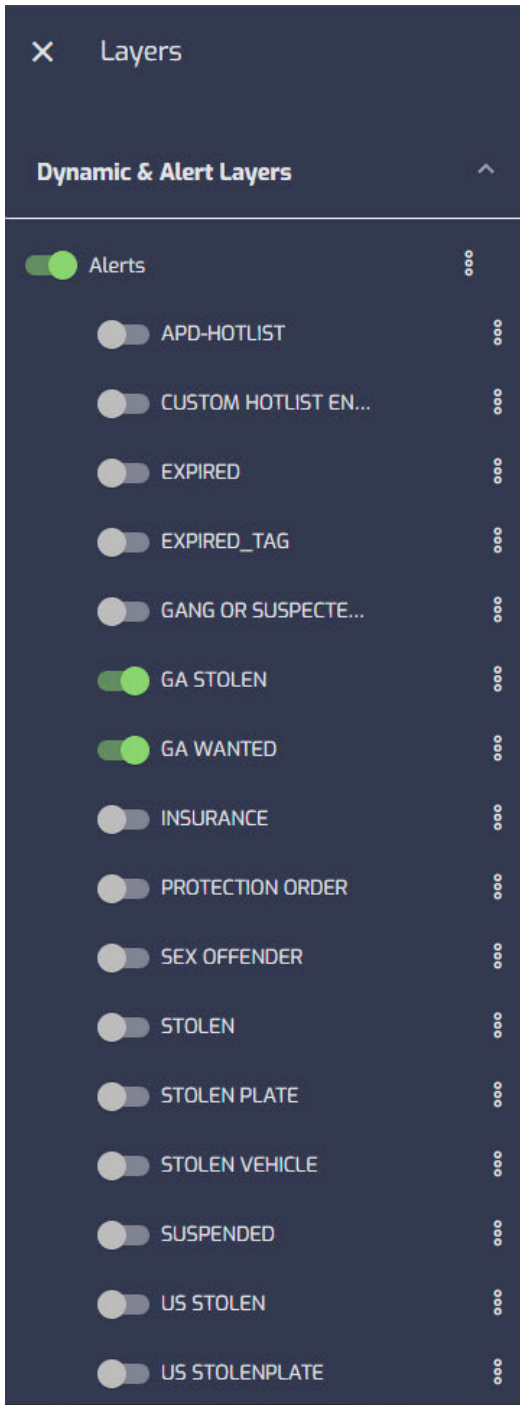 Layers
Dynamic & Alert Layers
Alerts
APD-HOTLIST
CUSTOM HOTLIST EN...
EXPIRED
EXPIRED_TAG
GANG OR SUSPECTE...
GA STOLEN
GA WANTED
INSURANCE
PROTECTION ORDER
SEX OFFENDER
STOLEN
STOLEN PLATE
STOLEN VEHICLE
SUSPENDED
US STOLEN
US STOLENPLATE